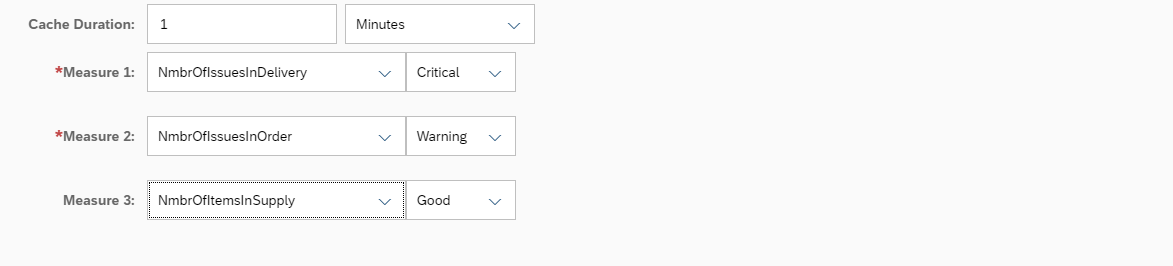 Cache Duration: 1 Minutes
*Measure 1: NmbrOfIssuesInDelivery Critical
*Measure 2: NmbrOfIssuesInOrder Warning
Measure 3: NmbrOfItemsInSupply Good